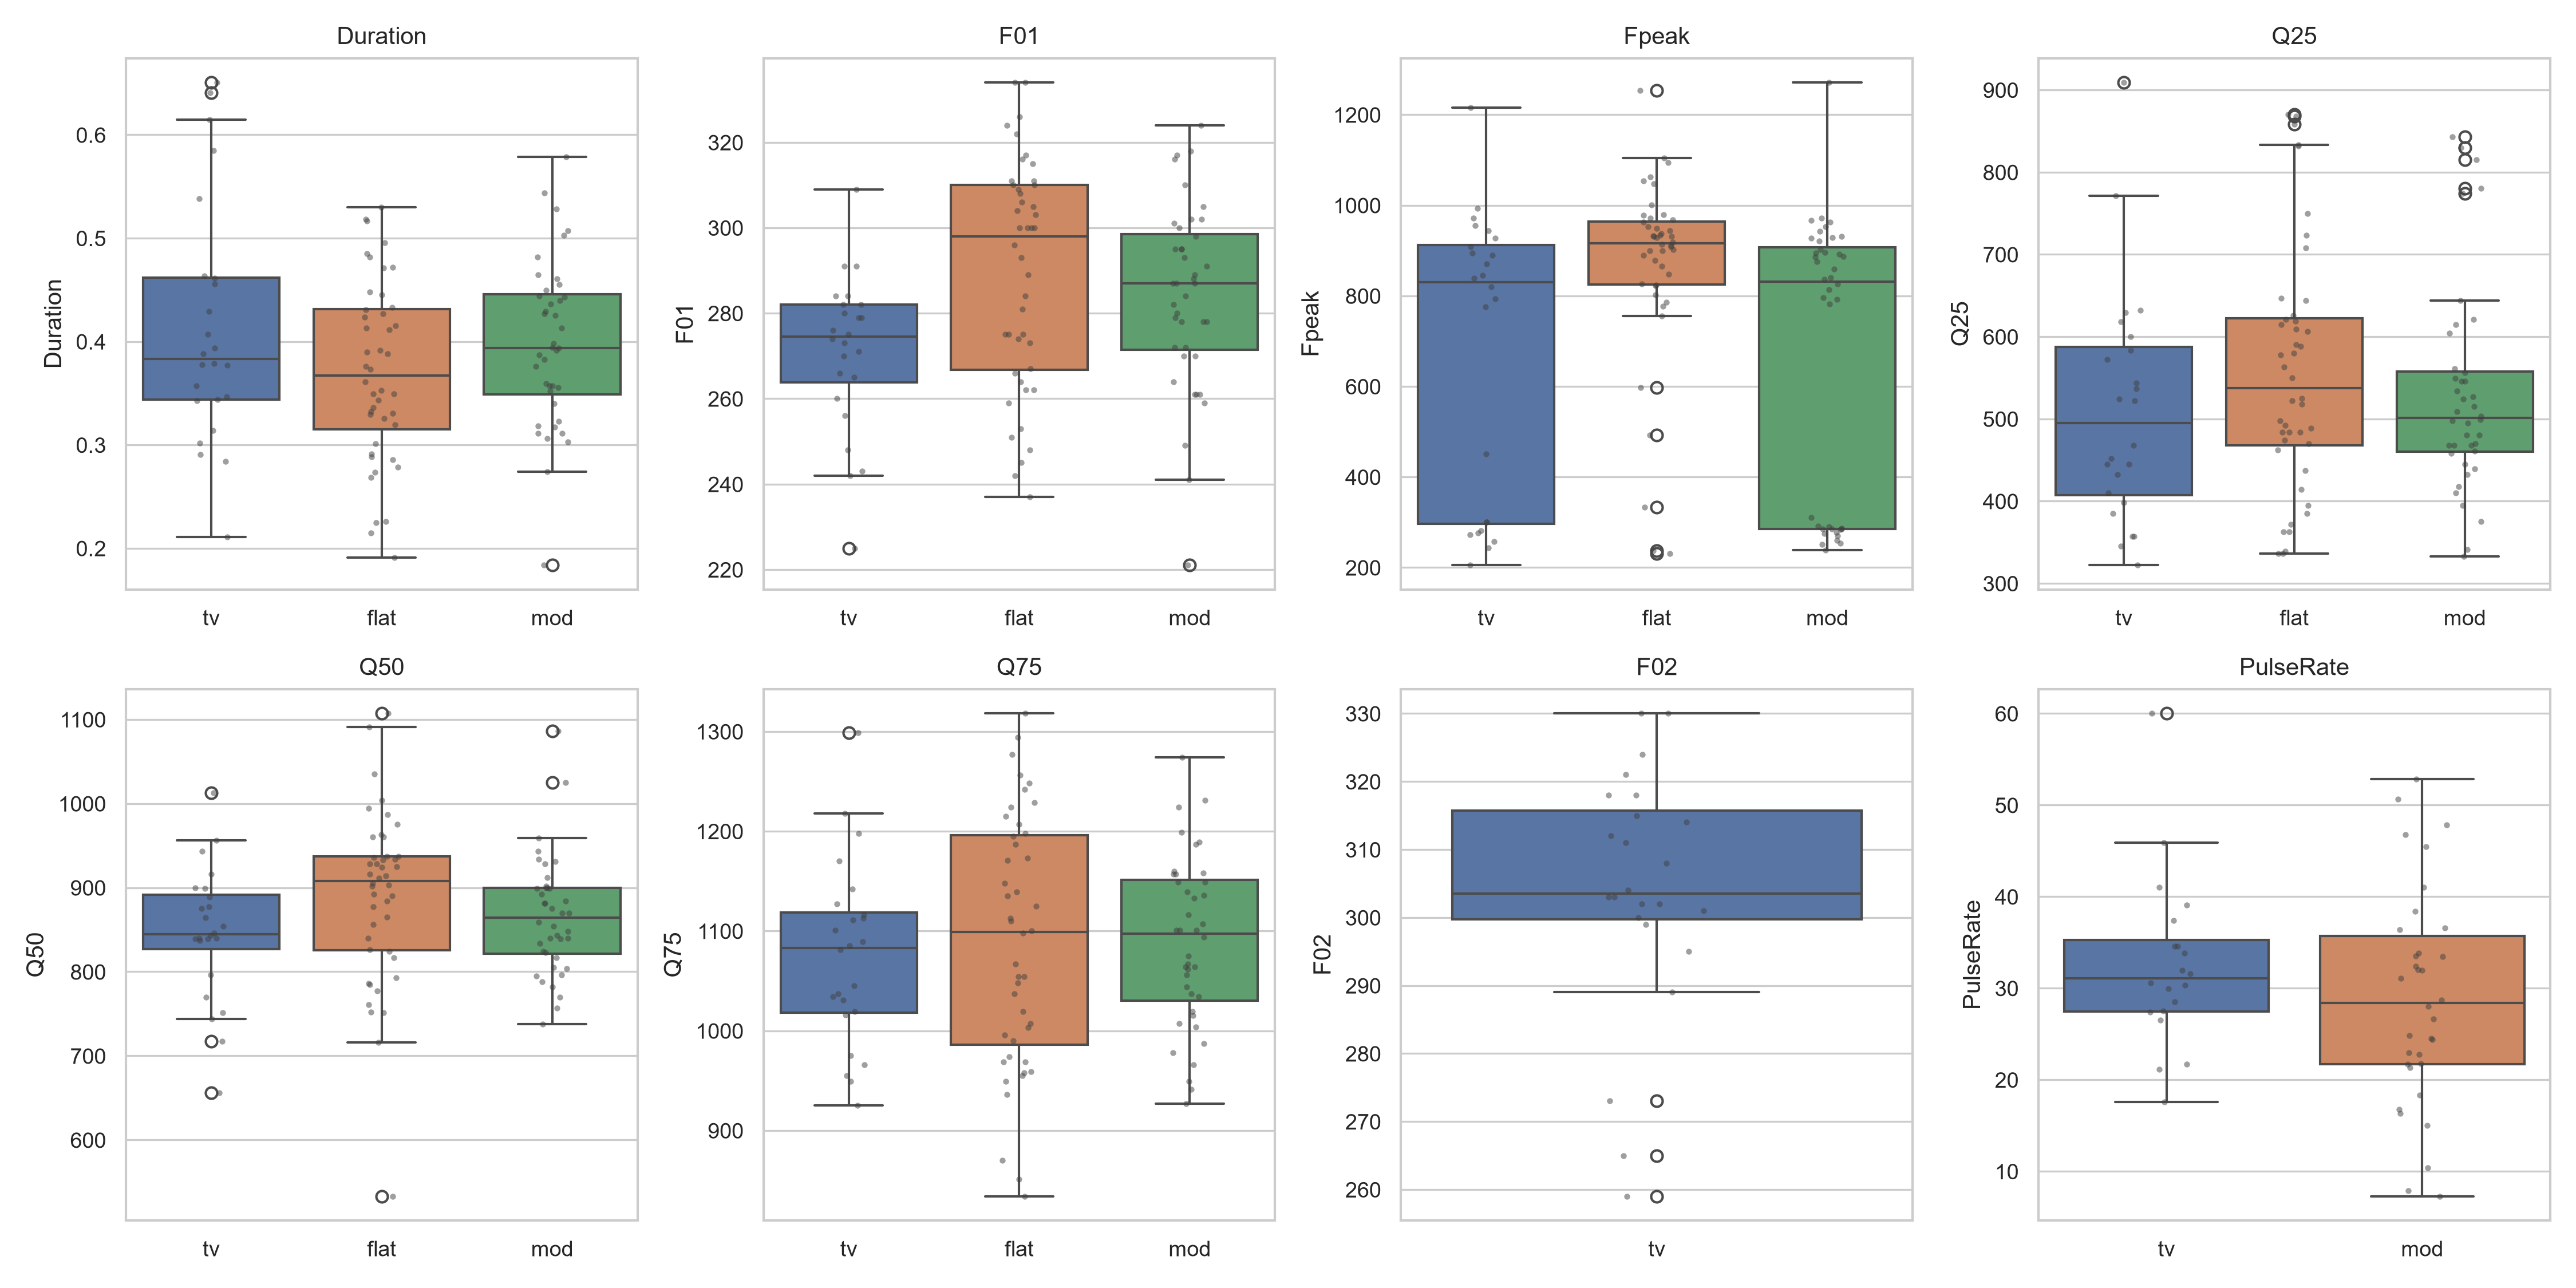 Duration
F01
Fpeak
Q25
Duration
0.6
0.5
0.4
0.3
0.2
tv
flat
mod
F01
320
300
280
260
240
220
tv
flat
mod
Fpeak
1200
1000
800
600
400
200
tv
flat
mod
Q25
900
800
700
600
500
400
300
tv
flat
mod
Q50
Q75
F02
PulseRate
Q50
1100
1000
900
800
700
600
tv
flat
mod
Q75
1300
1200
1100
1000
900
tv
flat
mod
F02
330
320
310
300
290
280
270
260
tv
PulseRate
60
50
40
30
20
10
tv
mod